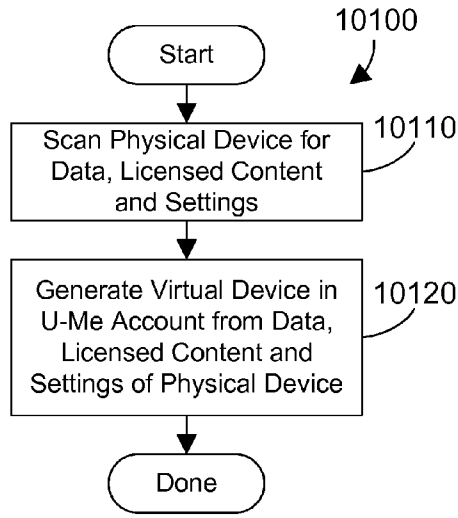 10100
Start
10110
Scan Physical Device for
Data, Licensed Content
and Settings
10120
Generate Virtual Device in
U-Me Account from Data,
Licensed Content and
Settings of Physical Device
Done